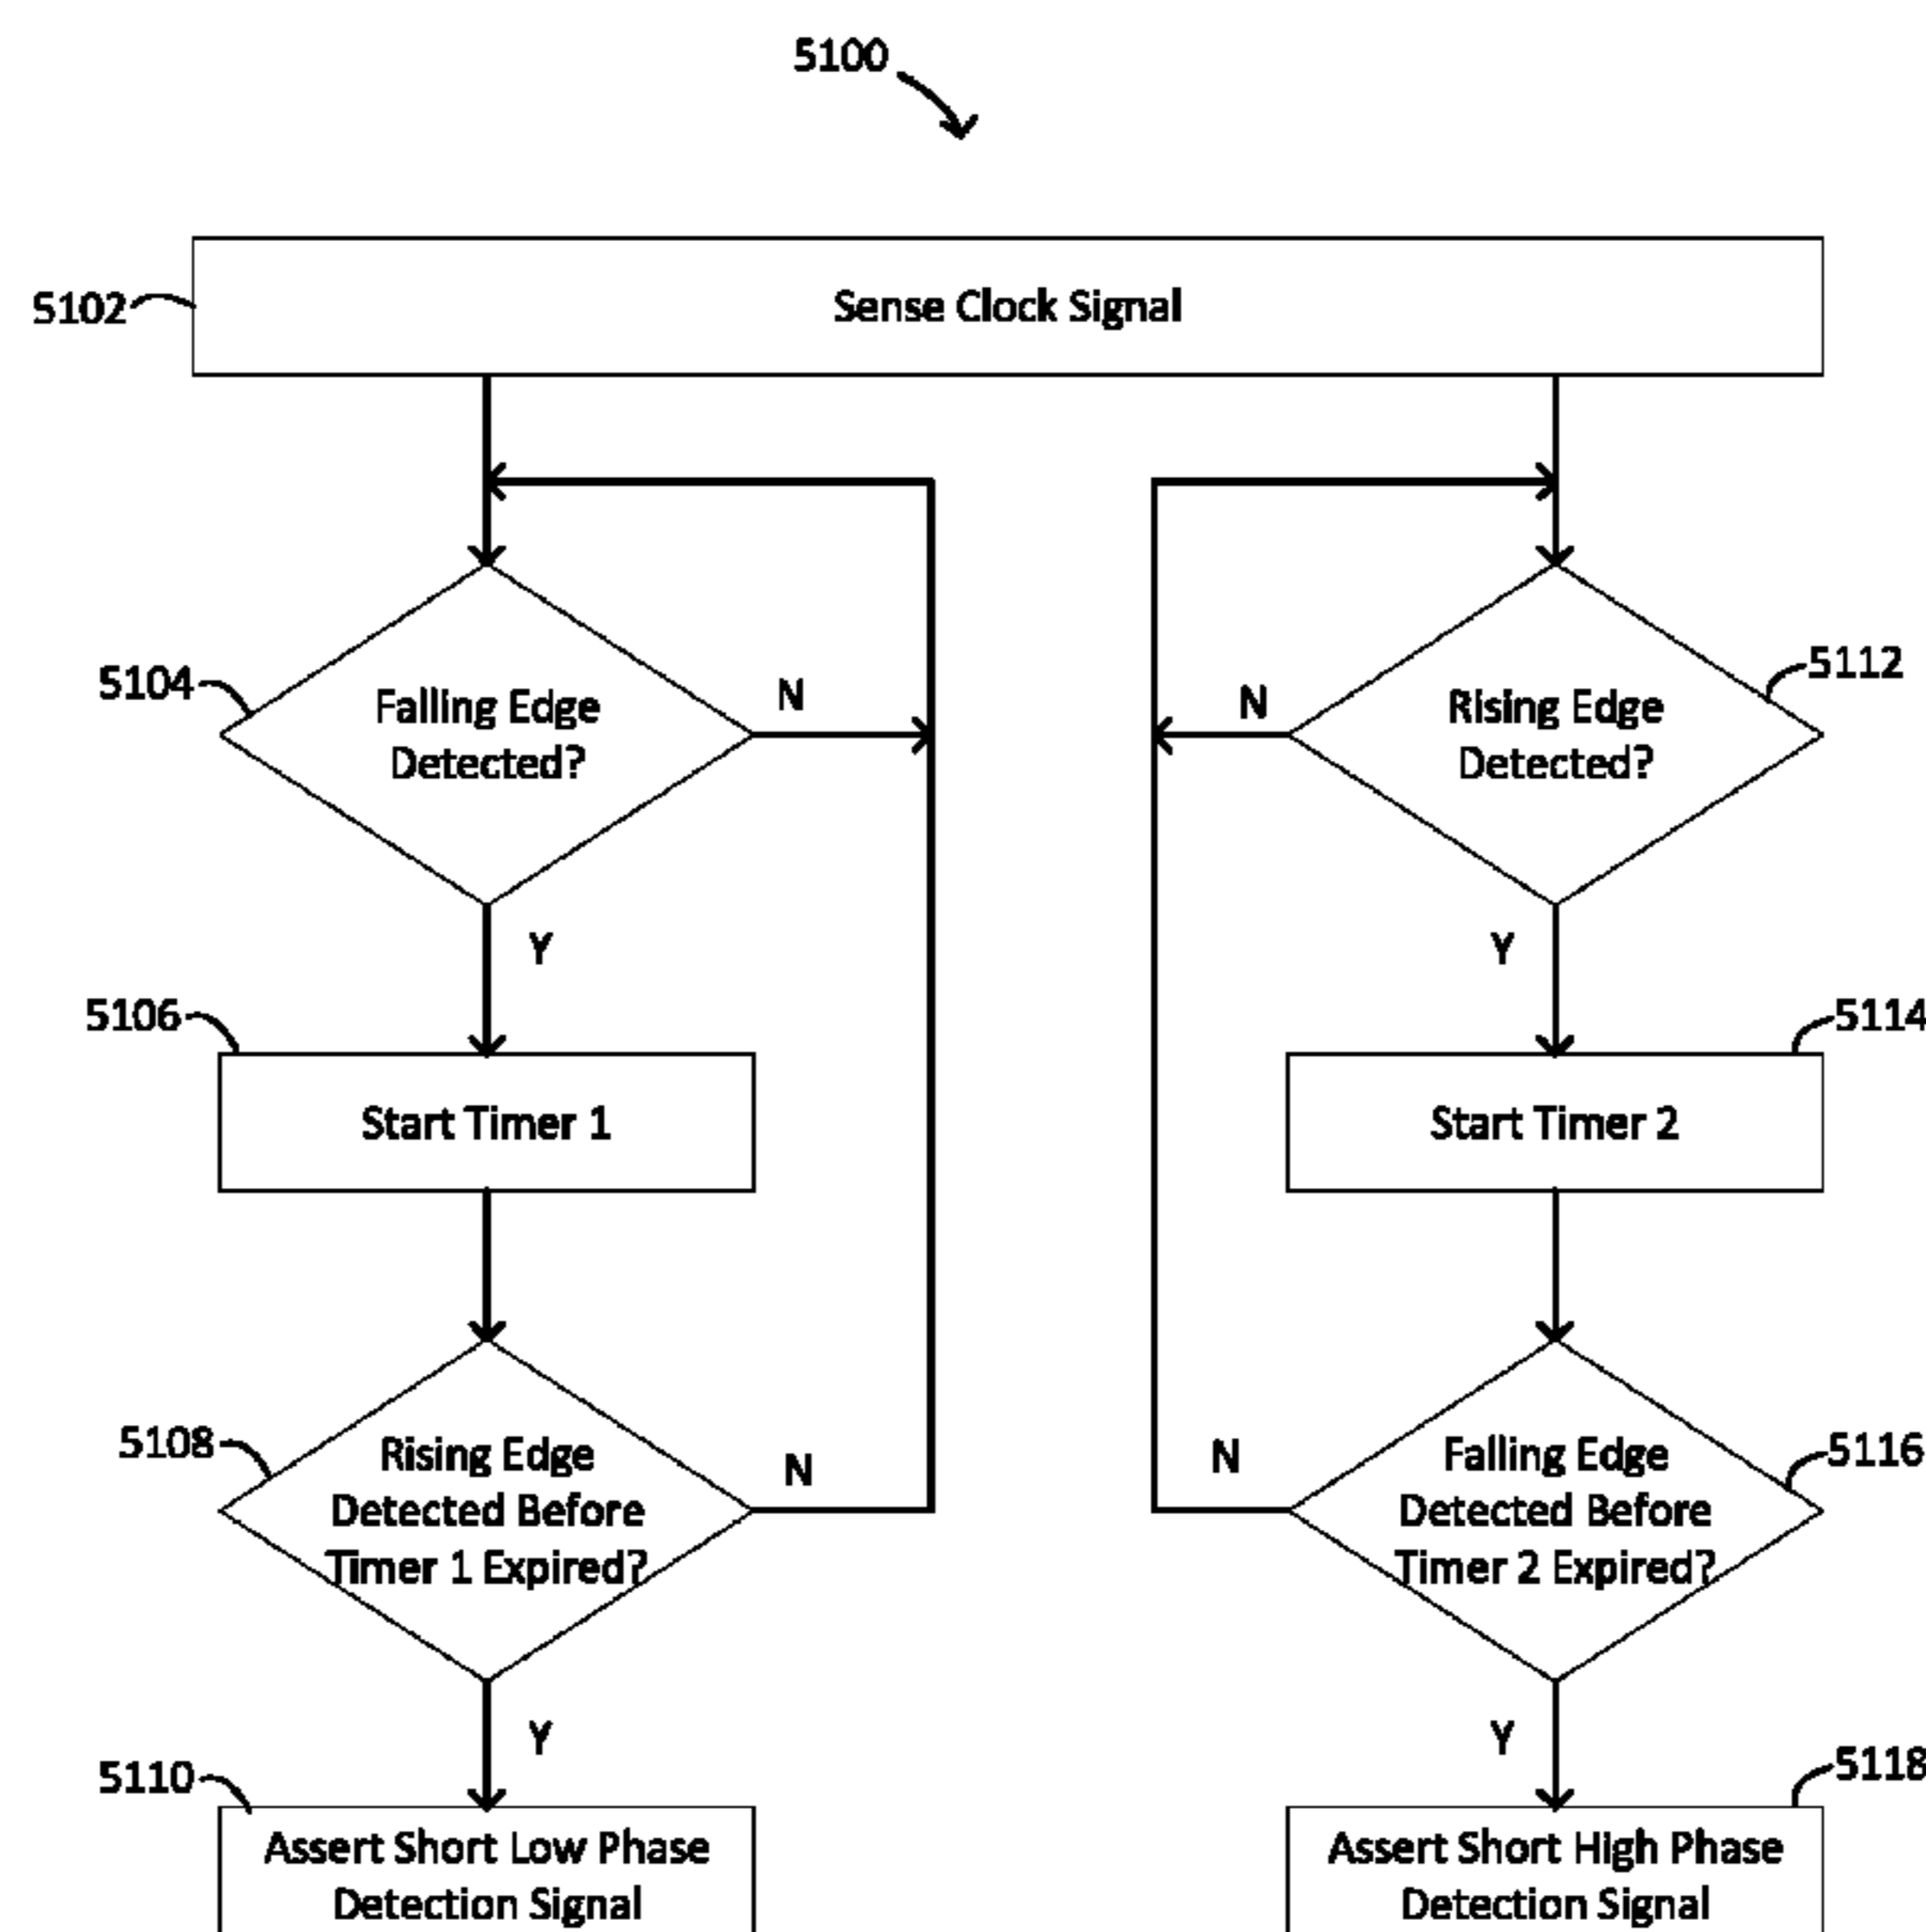 5100
5102
Sense Clock Signal
5104
Falling Edge
Detected?
N
Y
5106
Start Timer 1
5108
Rising Edge
Detected Before
Timer 1 Expired?
N
Y
5110
Assert Short Low Phase
Detection Signal
5112
Rising Edge
Detected?
N
Y
5114
Start Timer 2
5116
Falling Edge
Detected Before
Timer 2 Expired?
N
Y
5118
Assert Short High Phase
Detection Signal